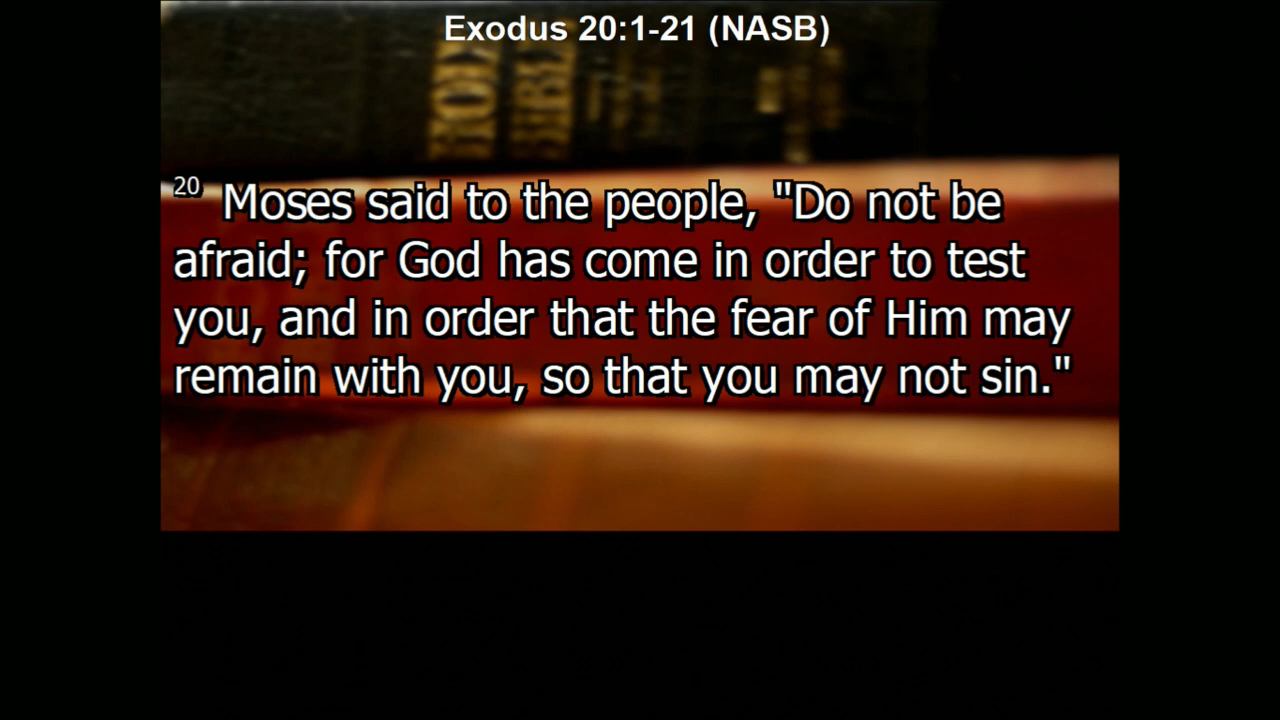 Exodus 20:1-21 (NASB)
HOLY
BIBLE
20 Moses said to the people, "Do not be
afraid; for God has come in order to test
you, and in order that the fear of Him may
remain with you, so that you may not sin."